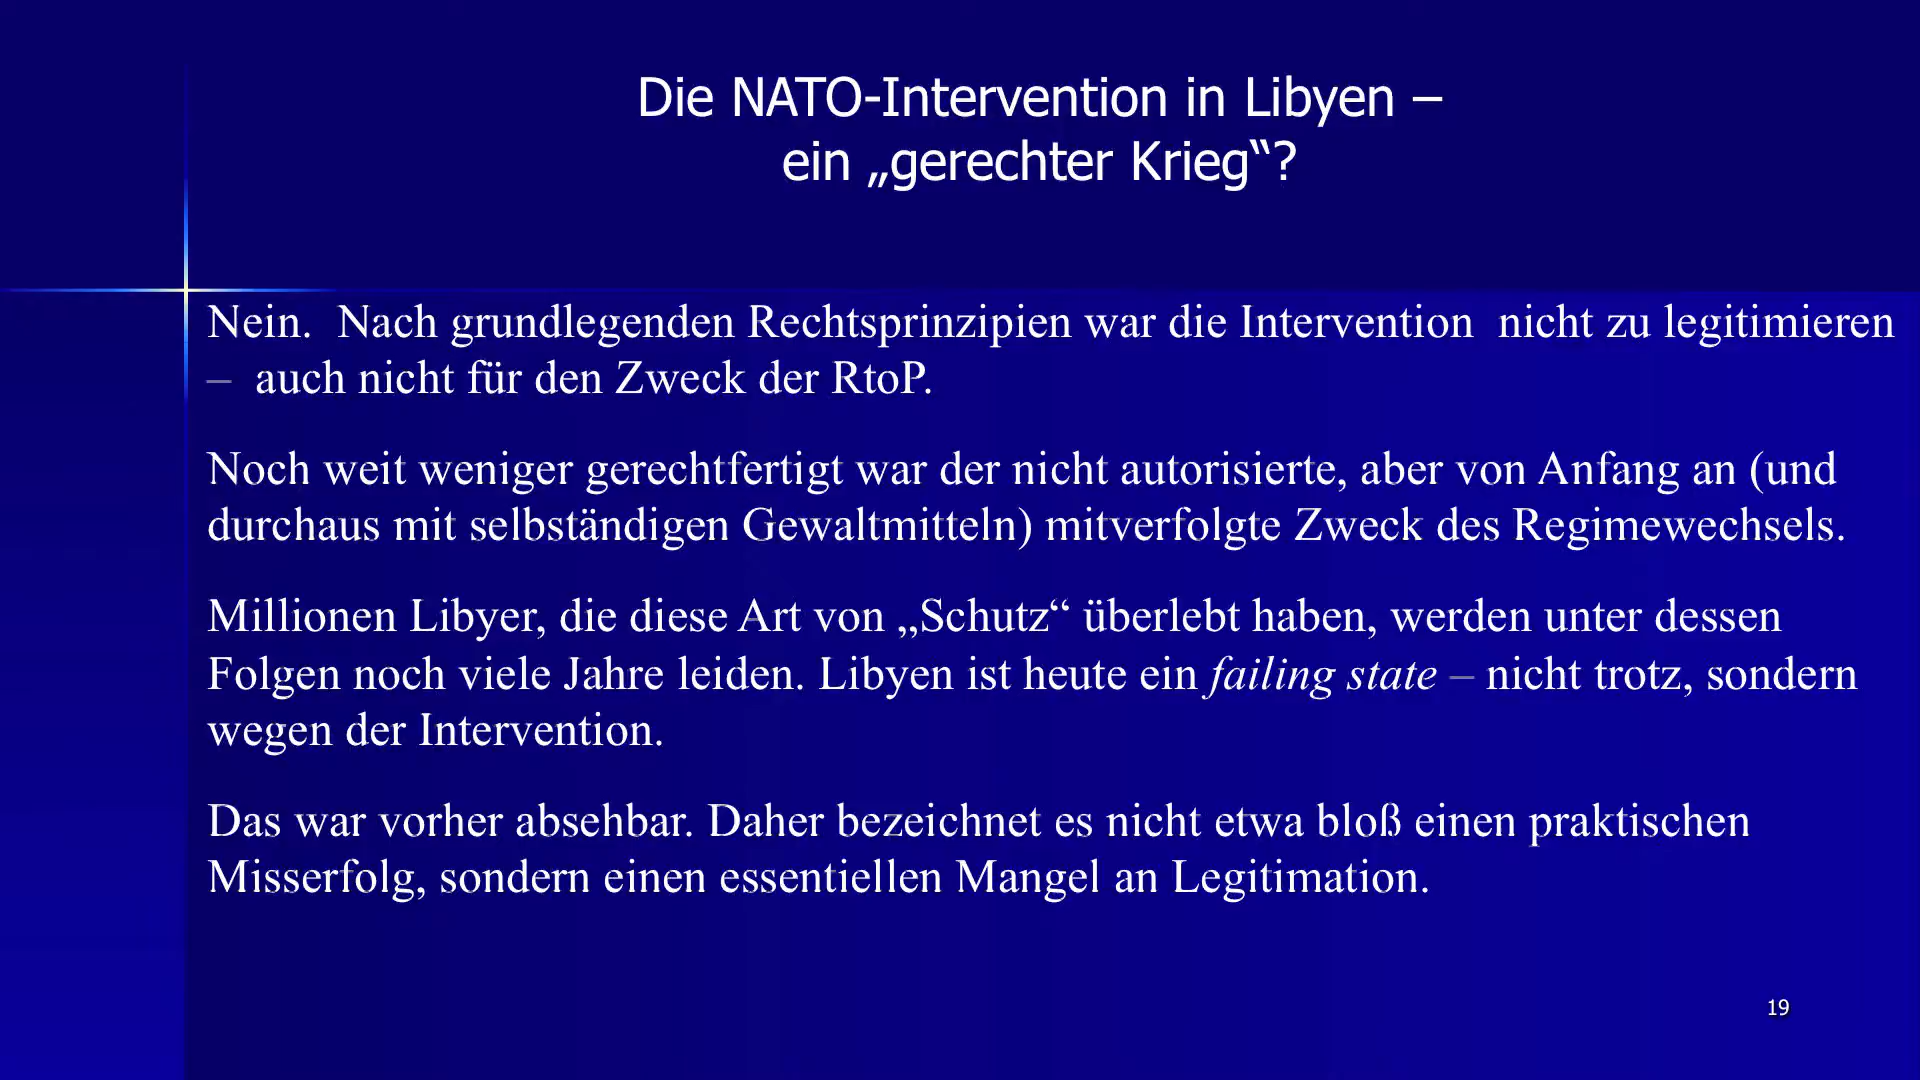 Die NATO-Intervention in Libyen –
ein „gerechter Krieg“?
Nein.  Nach grundlegenden Rechtsprinzipien war die Intervention  nicht zu legitimieren
–  auch nicht für den Zweck der RtoP.
Noch weit weniger gerechtfertigt war der nicht autorisierte, aber von Anfang an (und
durchaus mit selbständigen Gewaltmitteln) mitverfolgte Zweck des Regimewechsels.
Millionen Libyer, die diese Art von „Schutz“ überlebt haben, werden unter dessen
Folgen noch viele Jahre leiden. Libyen ist heute ein failing state – nicht trotz, sondern
wegen der Intervention.
Das war vorher absehbar. Daher bezeichnet es nicht etwa bloß einen praktischen
Misserfolg, sondern einen essentiellen Mangel an Legitimation.
19